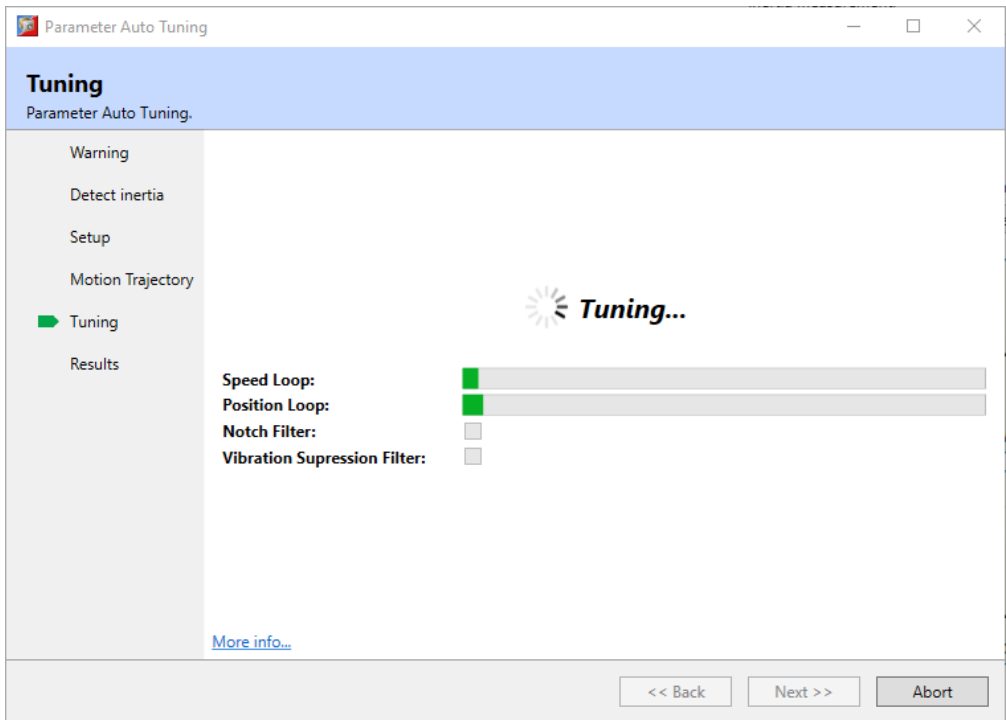 Parameter Auto Tuning
Tuning
Parameter Auto Tuning.
Warning
Detect inertia
Setup
Motion Trajectory
Tuning
Results
Tuning...
Speed Loop:
Position Loop:
Notch Filter:
Vibration Supression Filter:
More info...
<< Back
Next >>
Abort